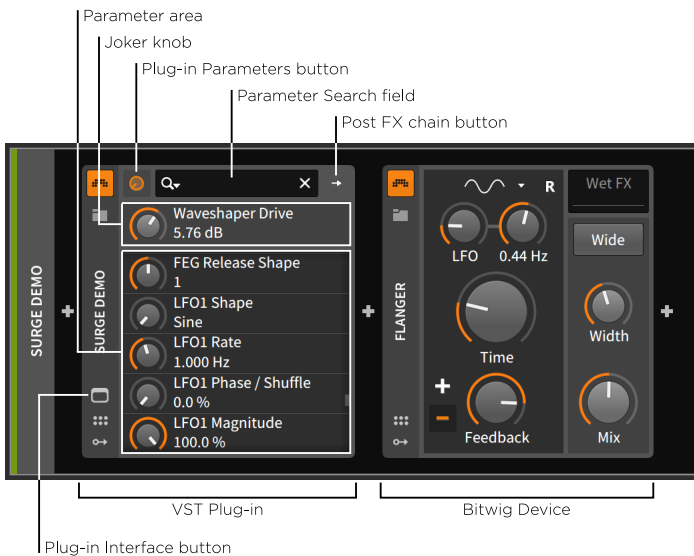 Parameter area
Joker knob
Plug-in Parameters button
Parameter Search field
Post FX chain button
SURGE DEMO
SURGE DEMO
Waveshaper Drive
5.76 dB
FEG Release Shape
1
LFO1 Shape
Sine
LFO1 Rate
1.000 Hz
LFO1 Phase / Shuffle
0.0 %
LFO1 Magnitude
100.0 %
FLANGER
R
LFO
0.44 Hz
Time
Feedback
Wet FX
Wide
Width
Mix
VST Plug-in
Bitwig Device
Plug-in Interface button